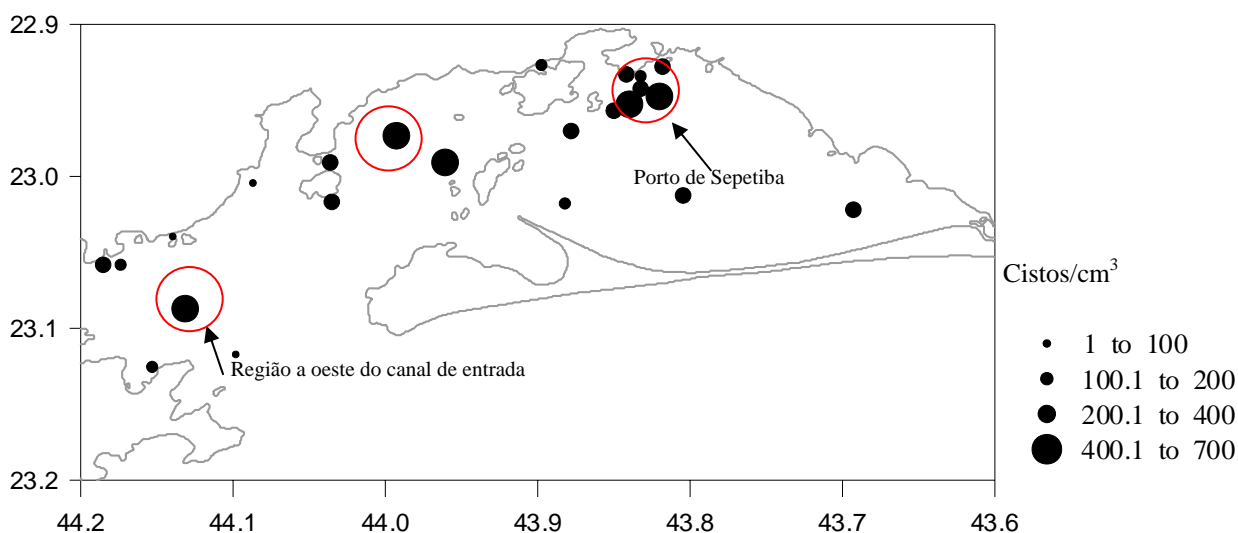 22.9
23.0
23.1
23.2
44.2 44.1 44.0 43.9 43.8 43.7 43.6
Porto de Sepetiba
Região a oeste do canal de entrada
Cistos/cm³
1 to 100
100.1 to 200
200.1 to 400
400.1 to 700